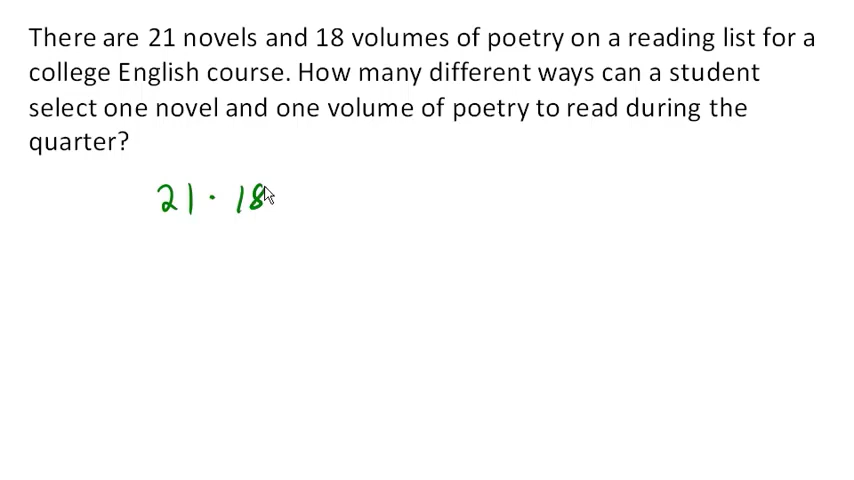 There are 21 novels and 18 volumes of poetry on a reading list for a
college English course. How many different ways can a student
select one novel and one volume of poetry to read during the
quarter?
21 · 18